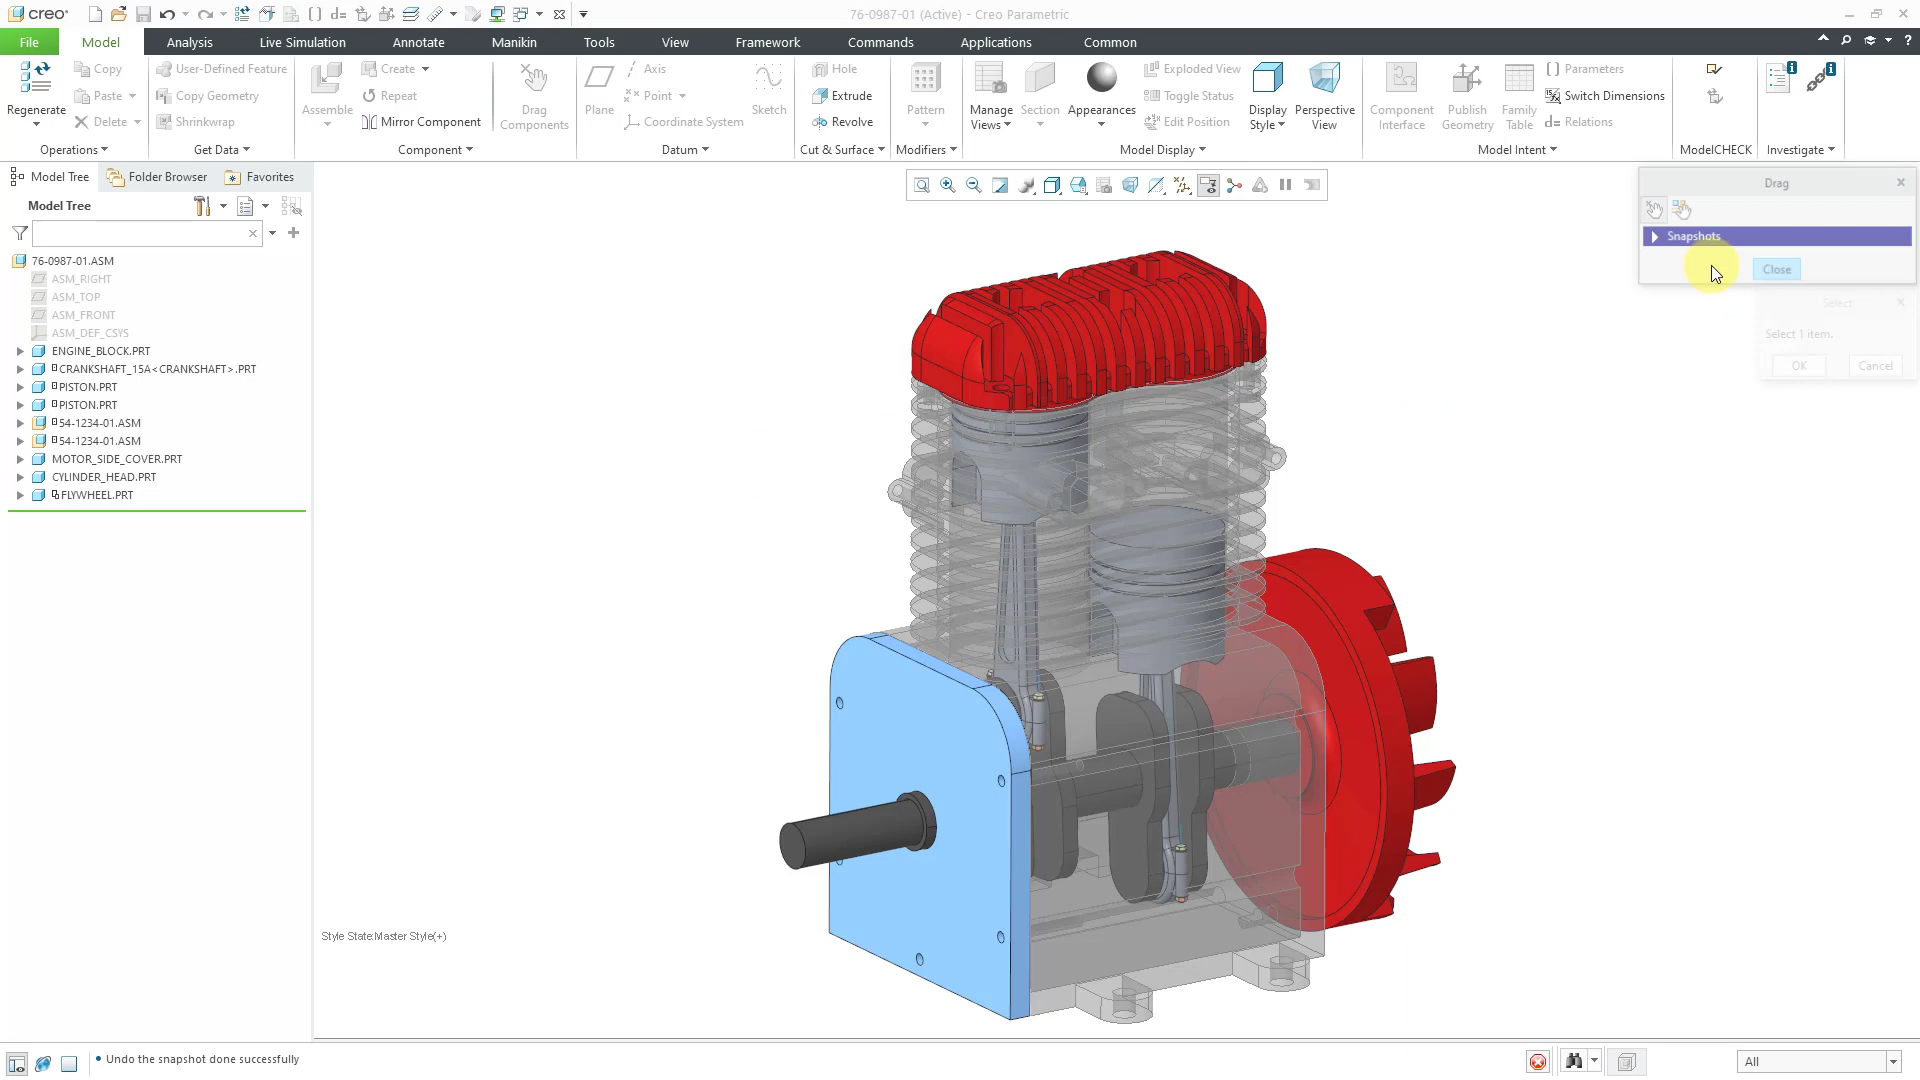 creo
76-0987-01 (Active) - Creo Parametric
File Model Analysis Live Simulation Annotate Manikin Tools View Framework Commands Applications Common
Regenerate
Copy
Paste
Delete
Operations
User-Defined Feature
Copy Geometry
Shrinkwrap
Get Data
Assemble
Create
Repeat
Mirror Component
Drag
Components
Component
Plane
Axis
Point
Coordinate System
Sketch
Datum
Hole
Extrude
Revolve
Cut & Surface
Pattern
Modifiers
Manage
Views
Section
Appearances
Exploded View
Toggle Status
Edit Position
Display
Style
Perspective
View
Model Display
Component
Interface
Publish
Geometry
Family
Table
Parameters
Switch Dimensions
Relations
Model Intent
ModelCHECK
Investigate
Model Tree Folder Browser Favorites
Model Tree
76-0987-01.ASM
ASM_RIGHT
ASM_TOP
ASM_FRONT
ASM_DEF_CSYS
ENGINE_BLOCK.PRT
CRANKSHAFT_15A<CRANKSHAFT>.PRT
PISTON.PRT
PISTON.PRT
54-1234-01.ASM
54-1234-01.ASM
MOTOR_SIDE_COVER.PRT
CYLINDER_HEAD.PRT
FLYWHEEL.PRT
Drag
Snapshots
Close
Select
Select 1 item.
OK Cancel
Style State:Master Style(+)
Undo the snapshot done successfully
All